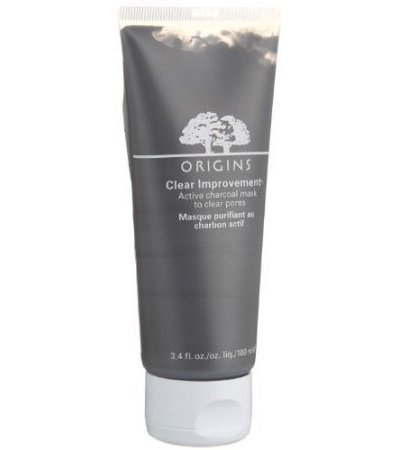 ORIGINS
Clear Improvement™
Active charcoal mask
to clear pores
Masque purifiant au
charbon actif
3.4 fl. oz./oz. liq./100 ml